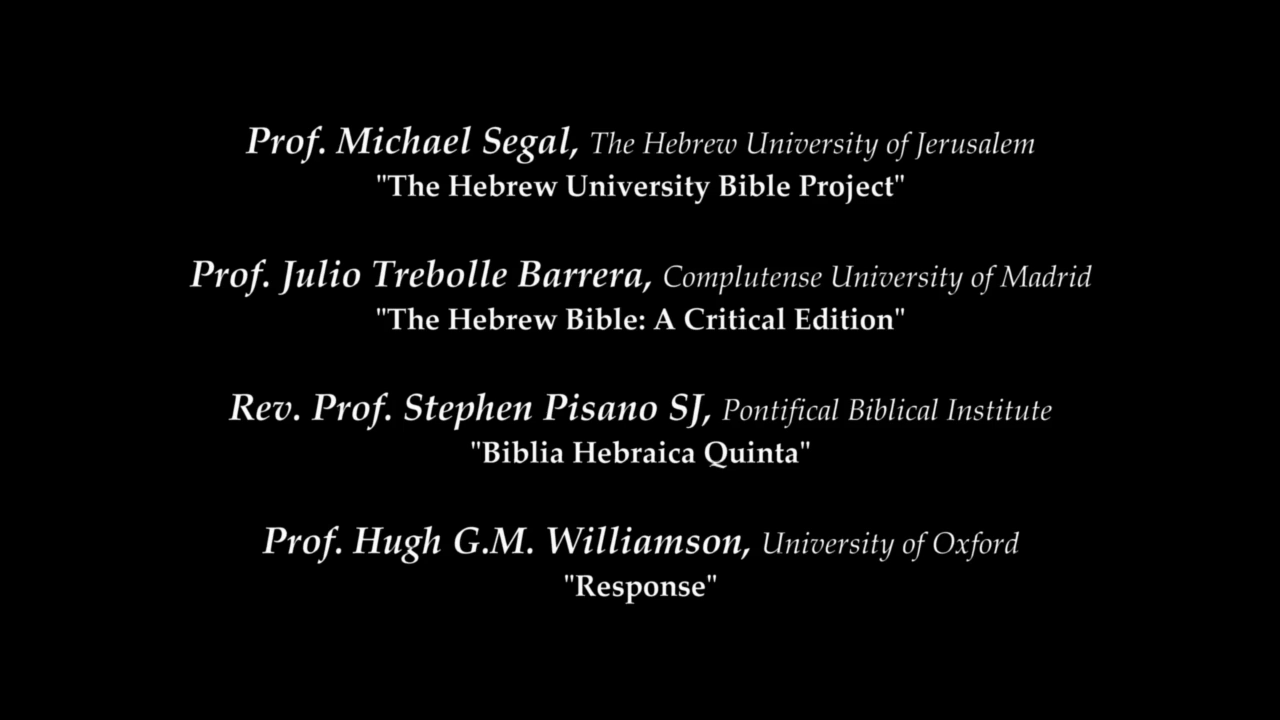 Prof. Michael Segal, The Hebrew University of Jerusalem
"The Hebrew University Bible Project"
Prof. Julio Trebolle Barrera, Complutense University of Madrid
"The Hebrew Bible: A Critical Edition"
Rev. Prof. Stephen Pisano SJ, Pontifical Biblical Institute
"Biblia Hebraica Quinta"
Prof. Hugh G.M. Williamson, University of Oxford
"Response"